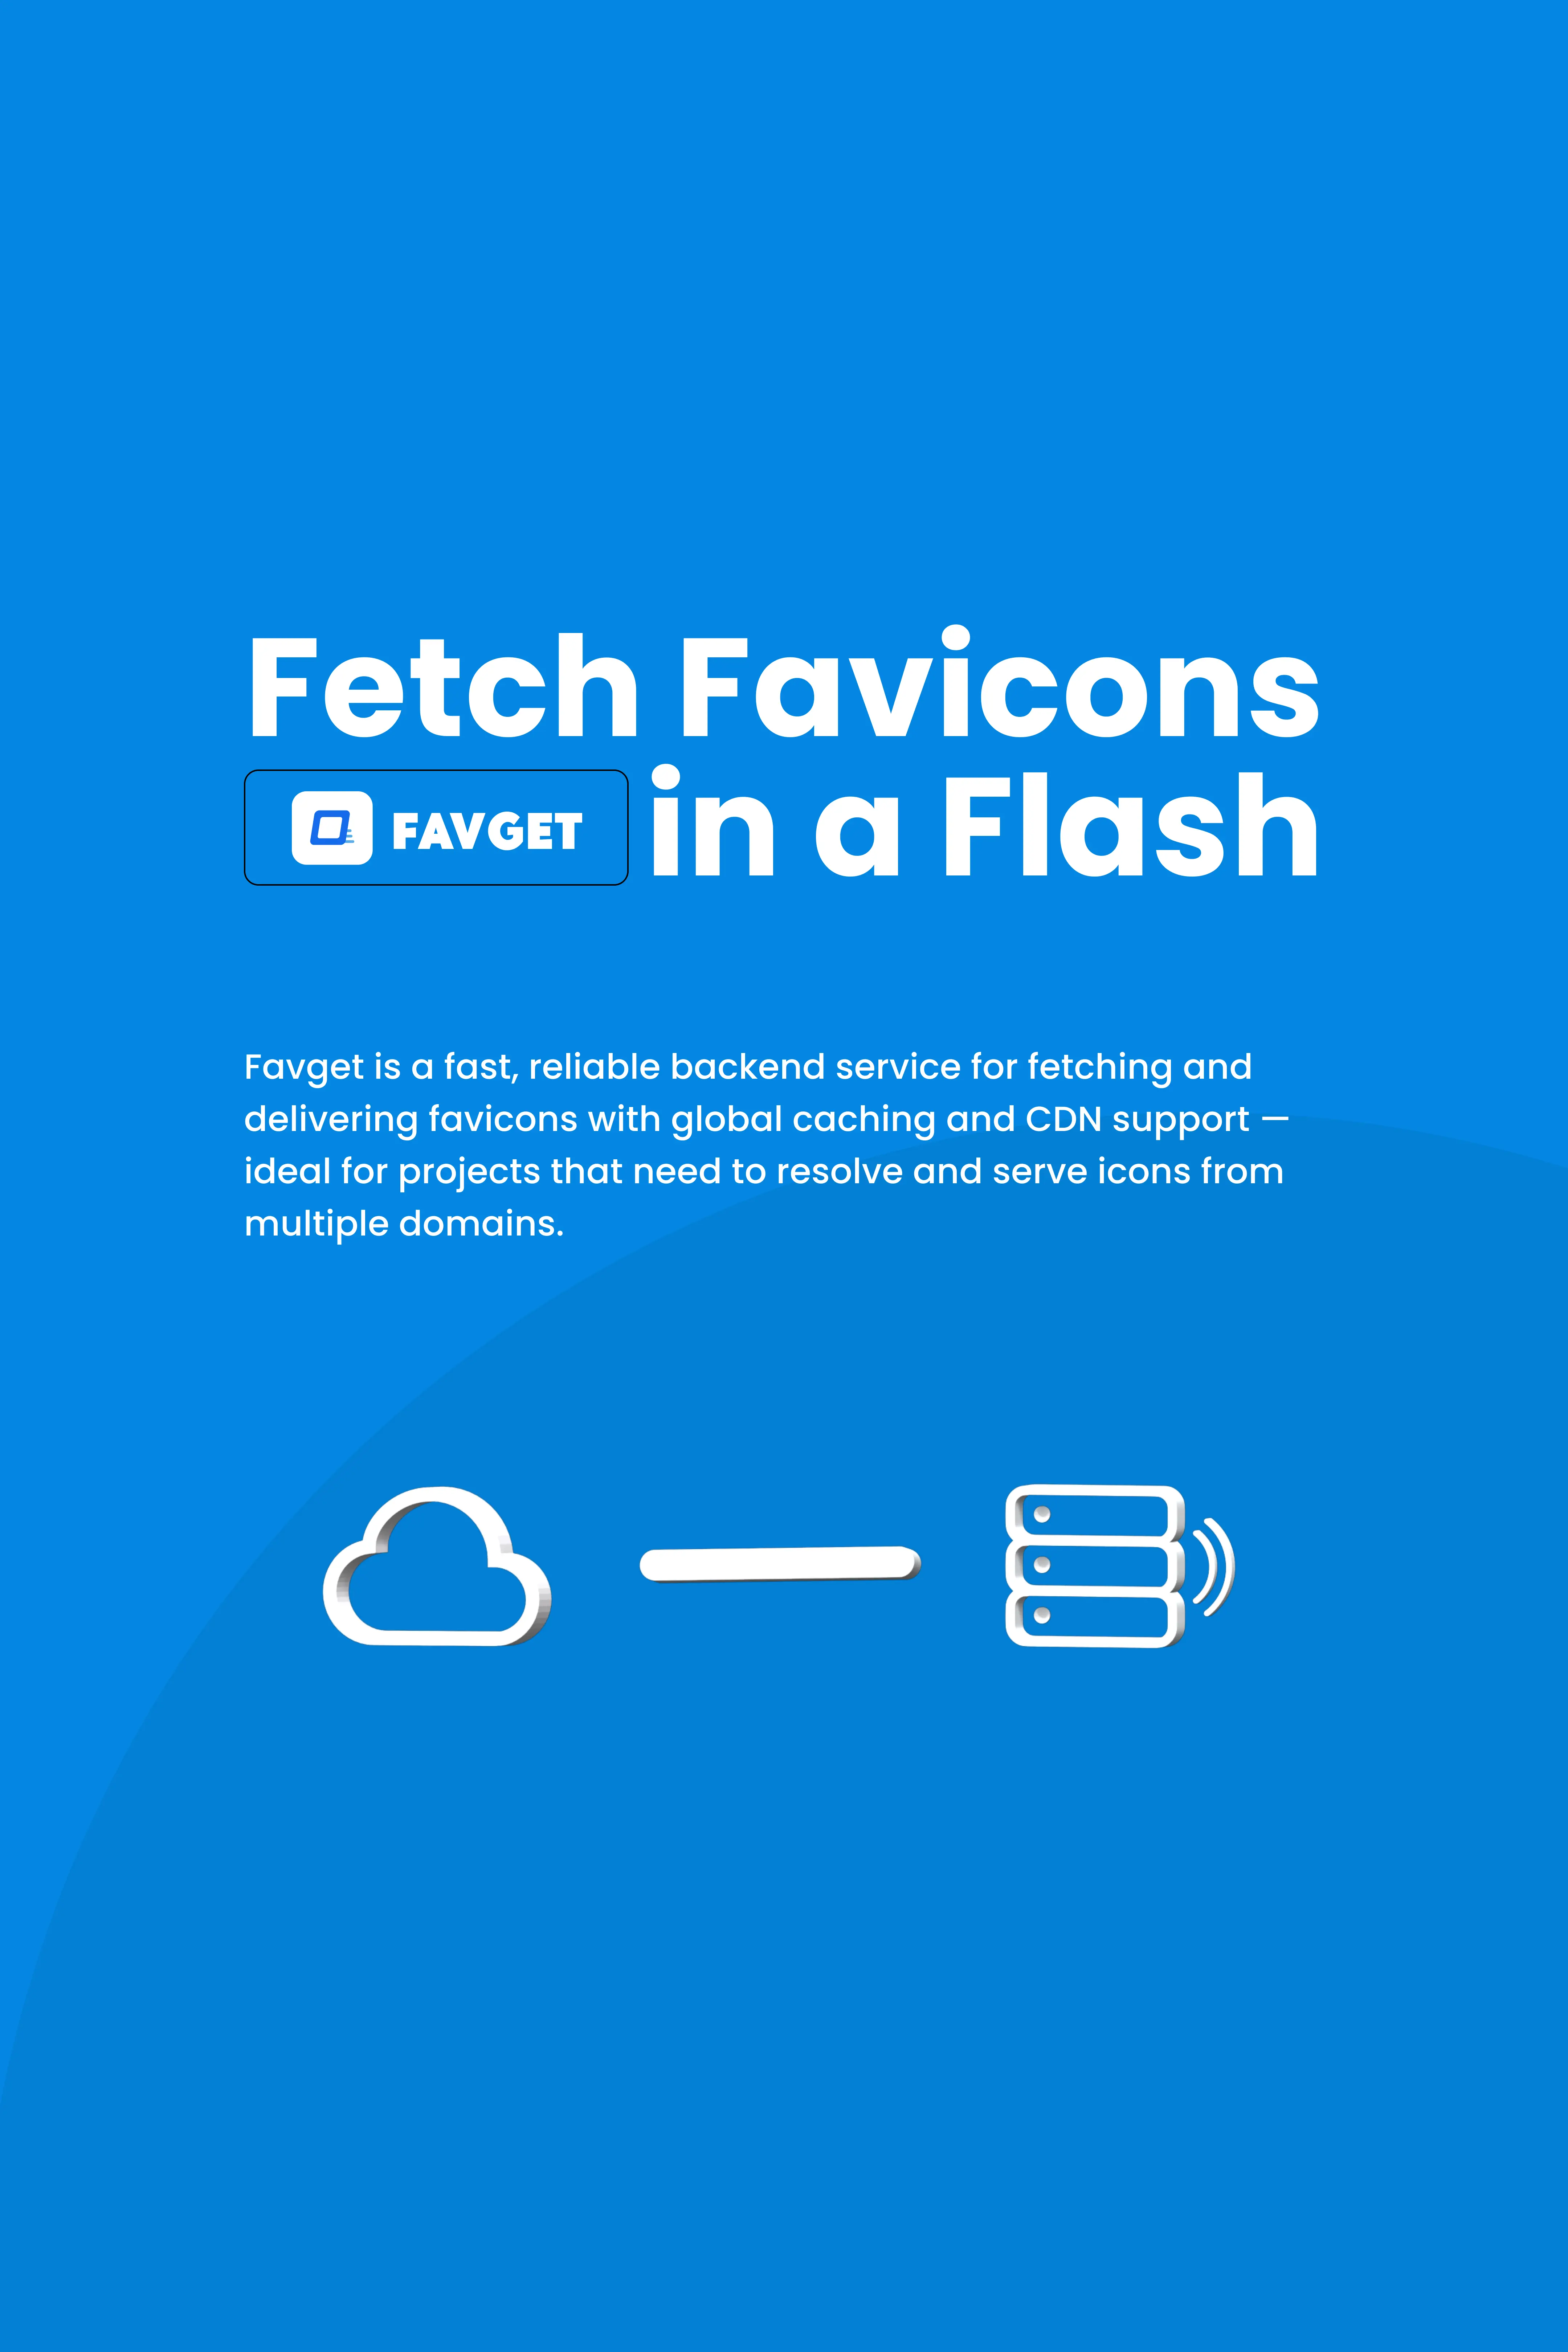 Fetch Favicons
FAVGET in a Flash
Favget is a fast, reliable backend service for fetching and
delivering favicons with global caching and CDN support —
ideal for projects that need to resolve and serve icons from
multiple domains.